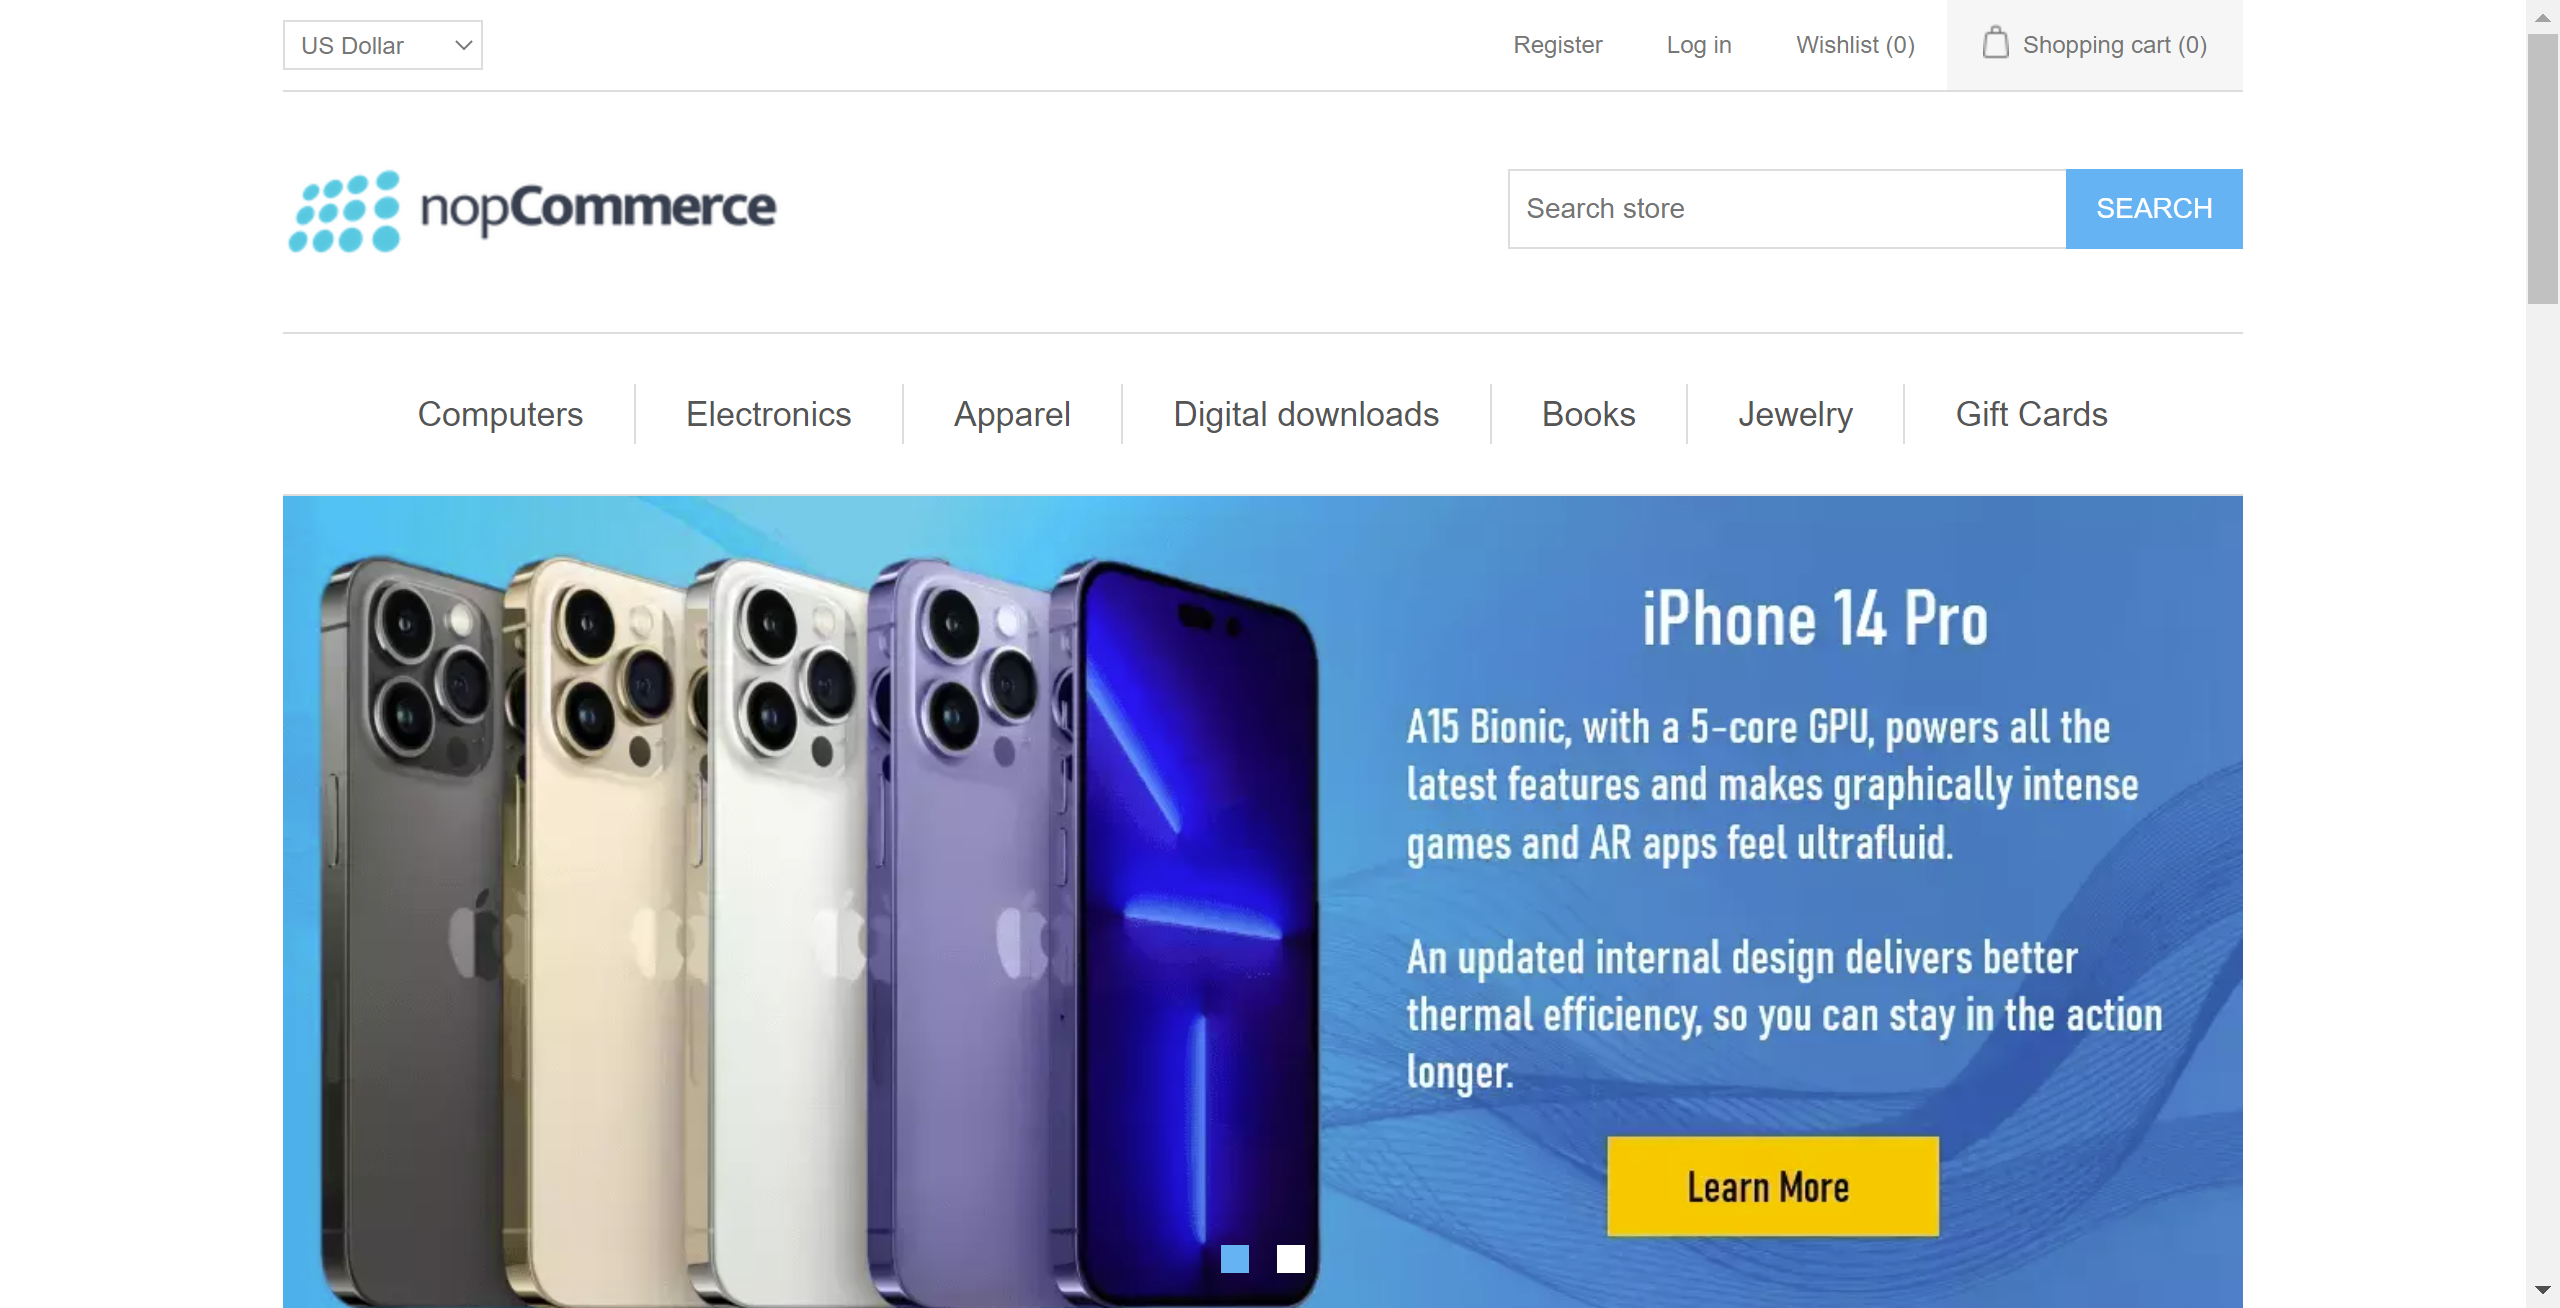 US Dollar
Register
Log in
Wishlist (0)
Shopping cart (0)
nopCommerce
Search store
SEARCH
Computers
Electronics
Apparel
Digital downloads
Books
Jewelry
Gift Cards
iPhone 14 Pro
A15 Bionic, with a 5-core GPU, powers all the
latest features and makes graphically intense
games and AR apps feel ultrafluid.
An updated internal design delivers better
thermal efficiency, so you can stay in the action
longer.
Learn More